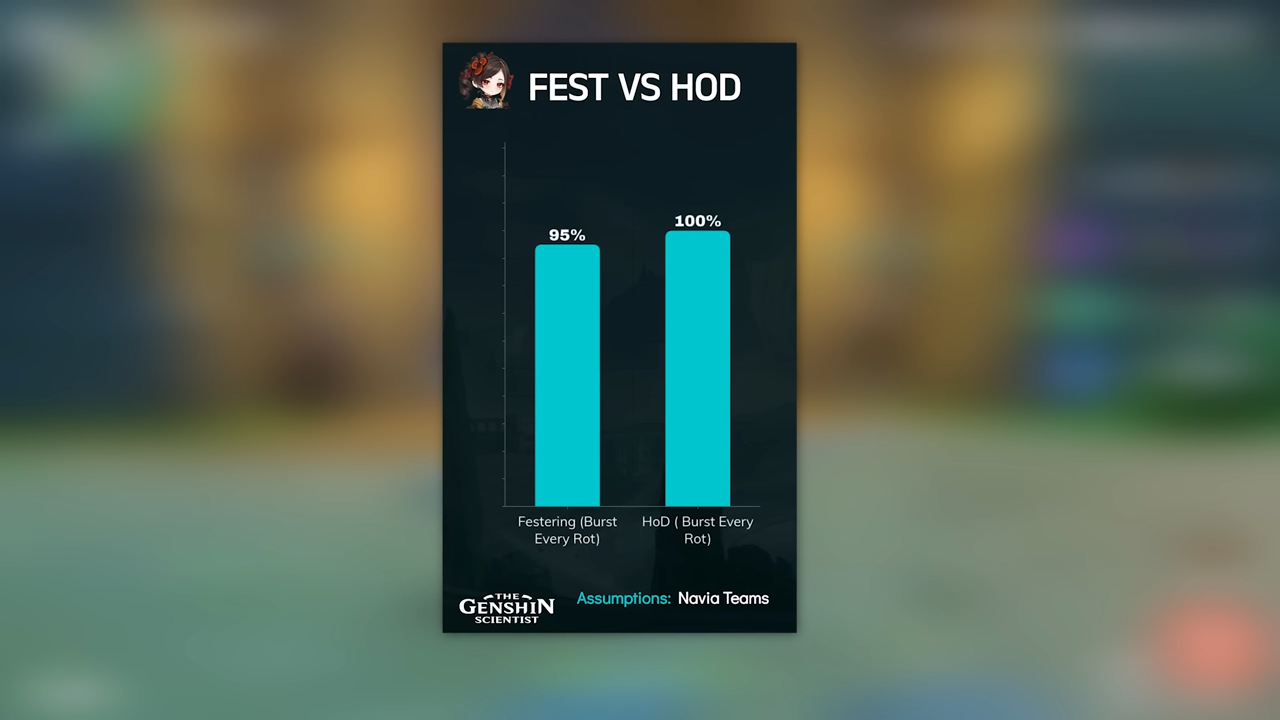 FEST VS HOD
95%
100%
Festering (Burst
Every Rot)
HoD ( Burst Every
Rot)
THE
GENSHIN
SCIENTIST
Assumptions: Navia Teams